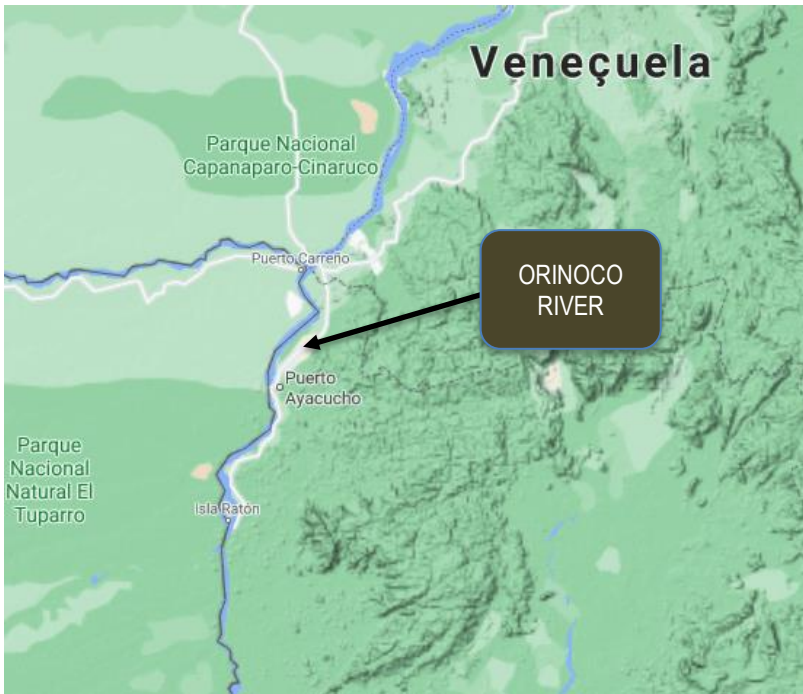 Veneçuela
Parque Nacional
Capanaparo-Cinaruco
Puerto Carreño
ORINOCO
RIVER
Puerto
Ayacucho
Parque
Nacional
Natural El
Tuparro
Isla Ratón